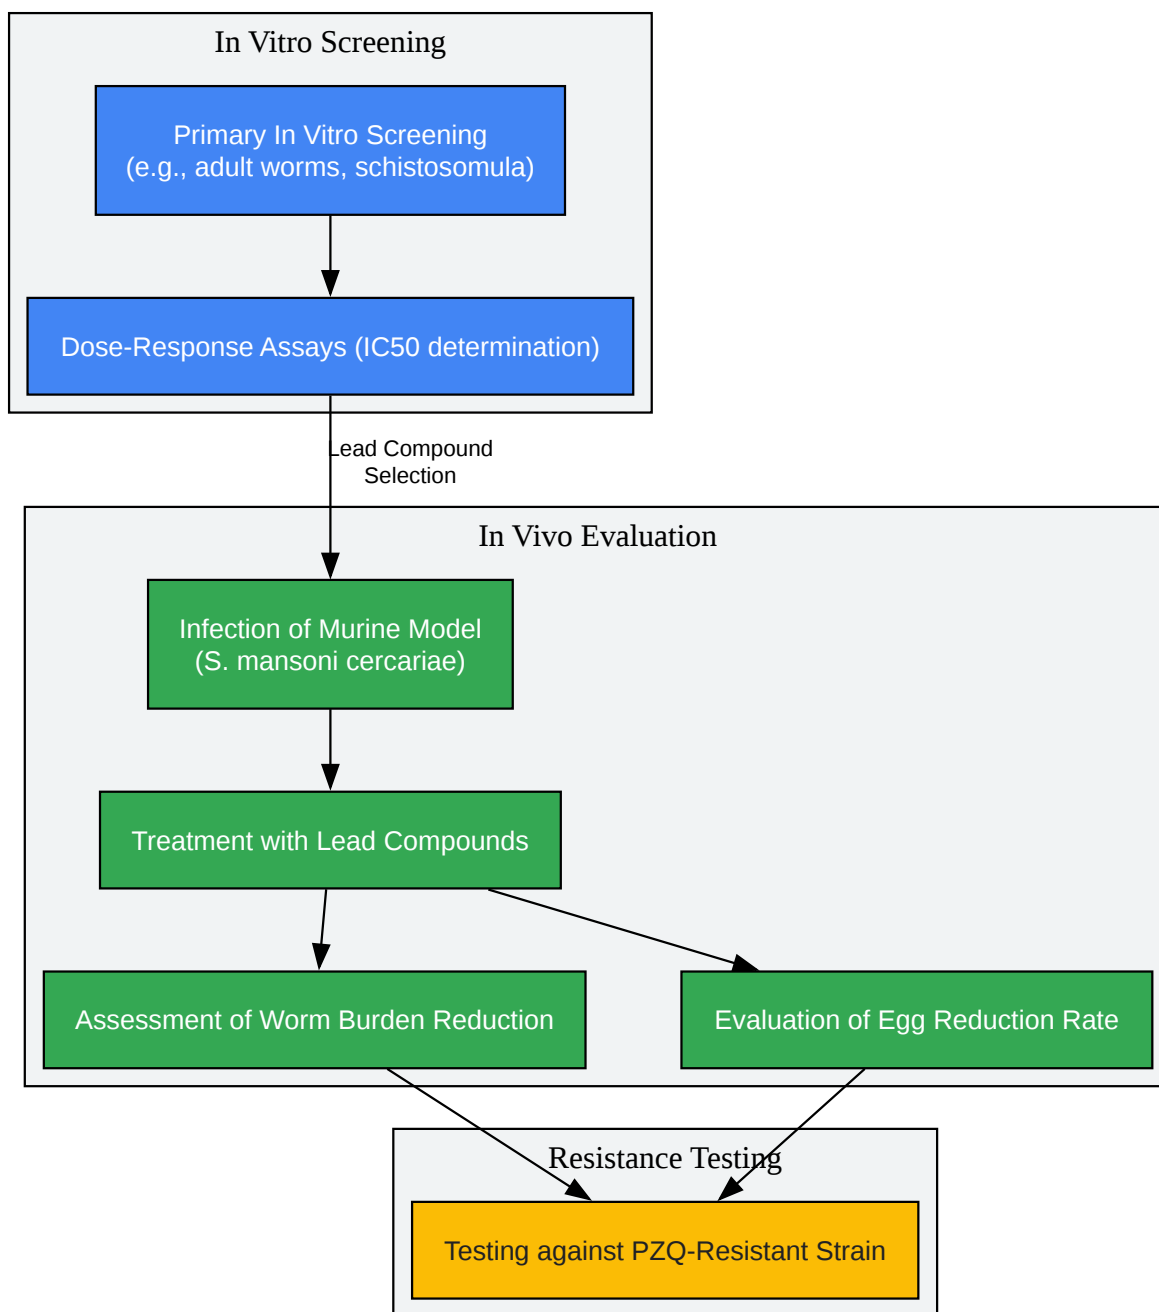 In Vitro Screening
Primary In Vitro Screening
(e.g., adult worms, schistosomula)
Dose-Response Assays (IC50 determination)
Lead Compound
Selection
In Vivo Evaluation
Infection of Murine Model
(S. mansoni cercariae)
Treatment with Lead Compounds
Assessment of Worm Burden Reduction
Evaluation of Egg Reduction Rate
Resistance Testing
Testing against PZQ-Resistant Strain